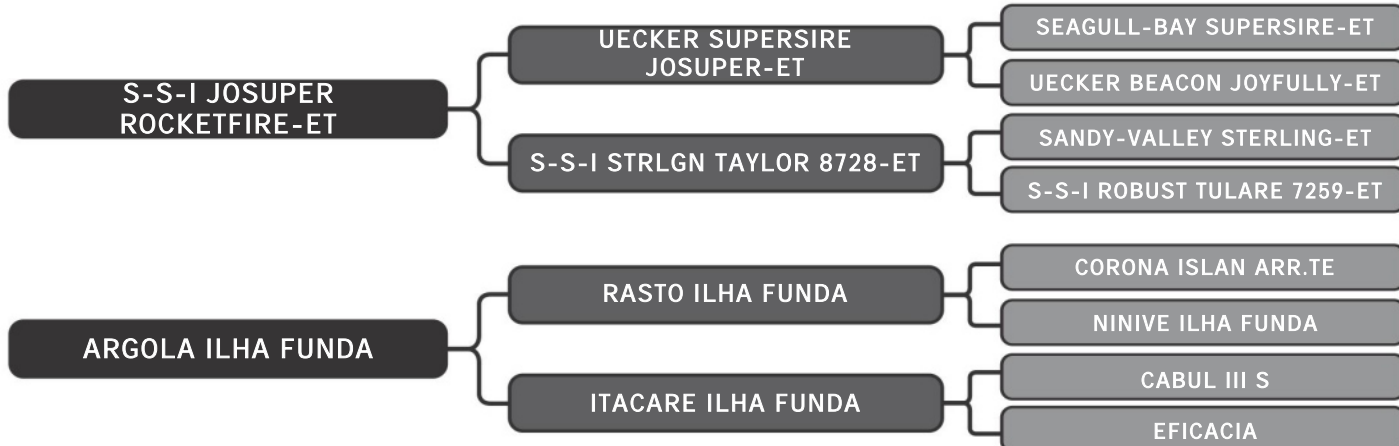 S-S-I JOSUPER
ROCKETFIRE-ET
UECKER SUPERSIRE
JOSUPER-ET
SEAGULL-BAY SUPERSIRE-ET
UECKER BEACON JOYFULLY-ET
S-S-I STRLGN TAYLOR 8728-ET
SANDY-VALLEY STERLING-ET
S-S-I ROBUST TULARE 7259-ET
ARGOLA ILHA FUNDA
RASTO ILHA FUNDA
CORONA ISLAN ARR.TE
NINIVE ILHA FUNDA
ITACARE ILHA FUNDA
CABUL III S
EFICACIA